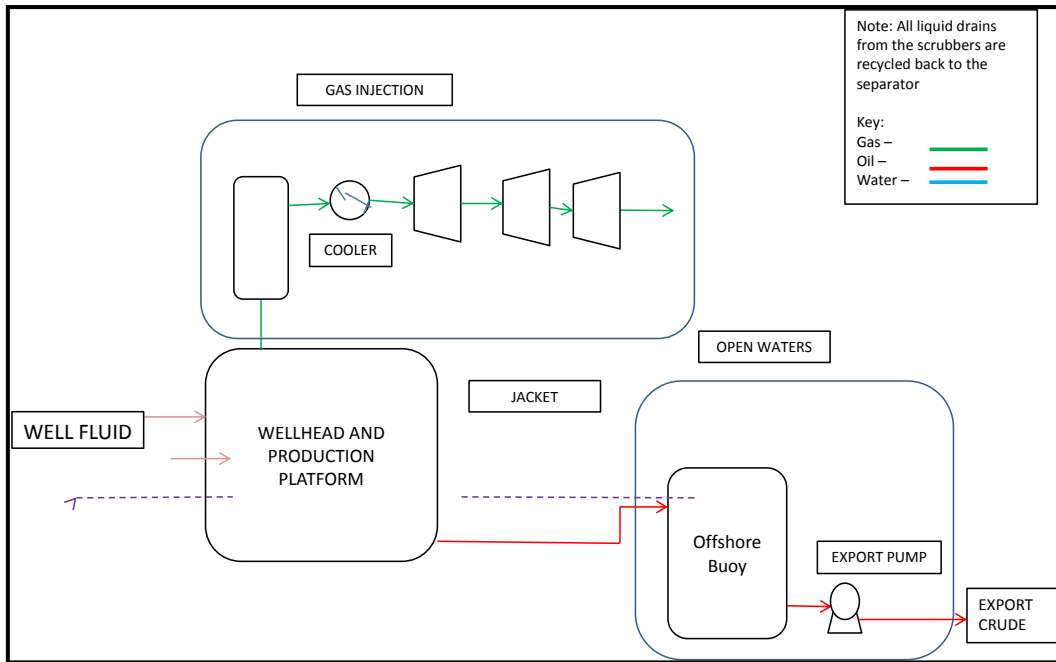 Note: All liquid drains
from the scrubbers are
recycled back to the
separator
Key:
Gas –
Oil –
Water –
GAS INJECTION
COOLER
OPEN WATERS
JACKET
WELL FLUID
WELLHEAD AND
PRODUCTION
PLATFORM
Offshore
Buoy
EXPORT PUMP
EXPORT
CRUDE